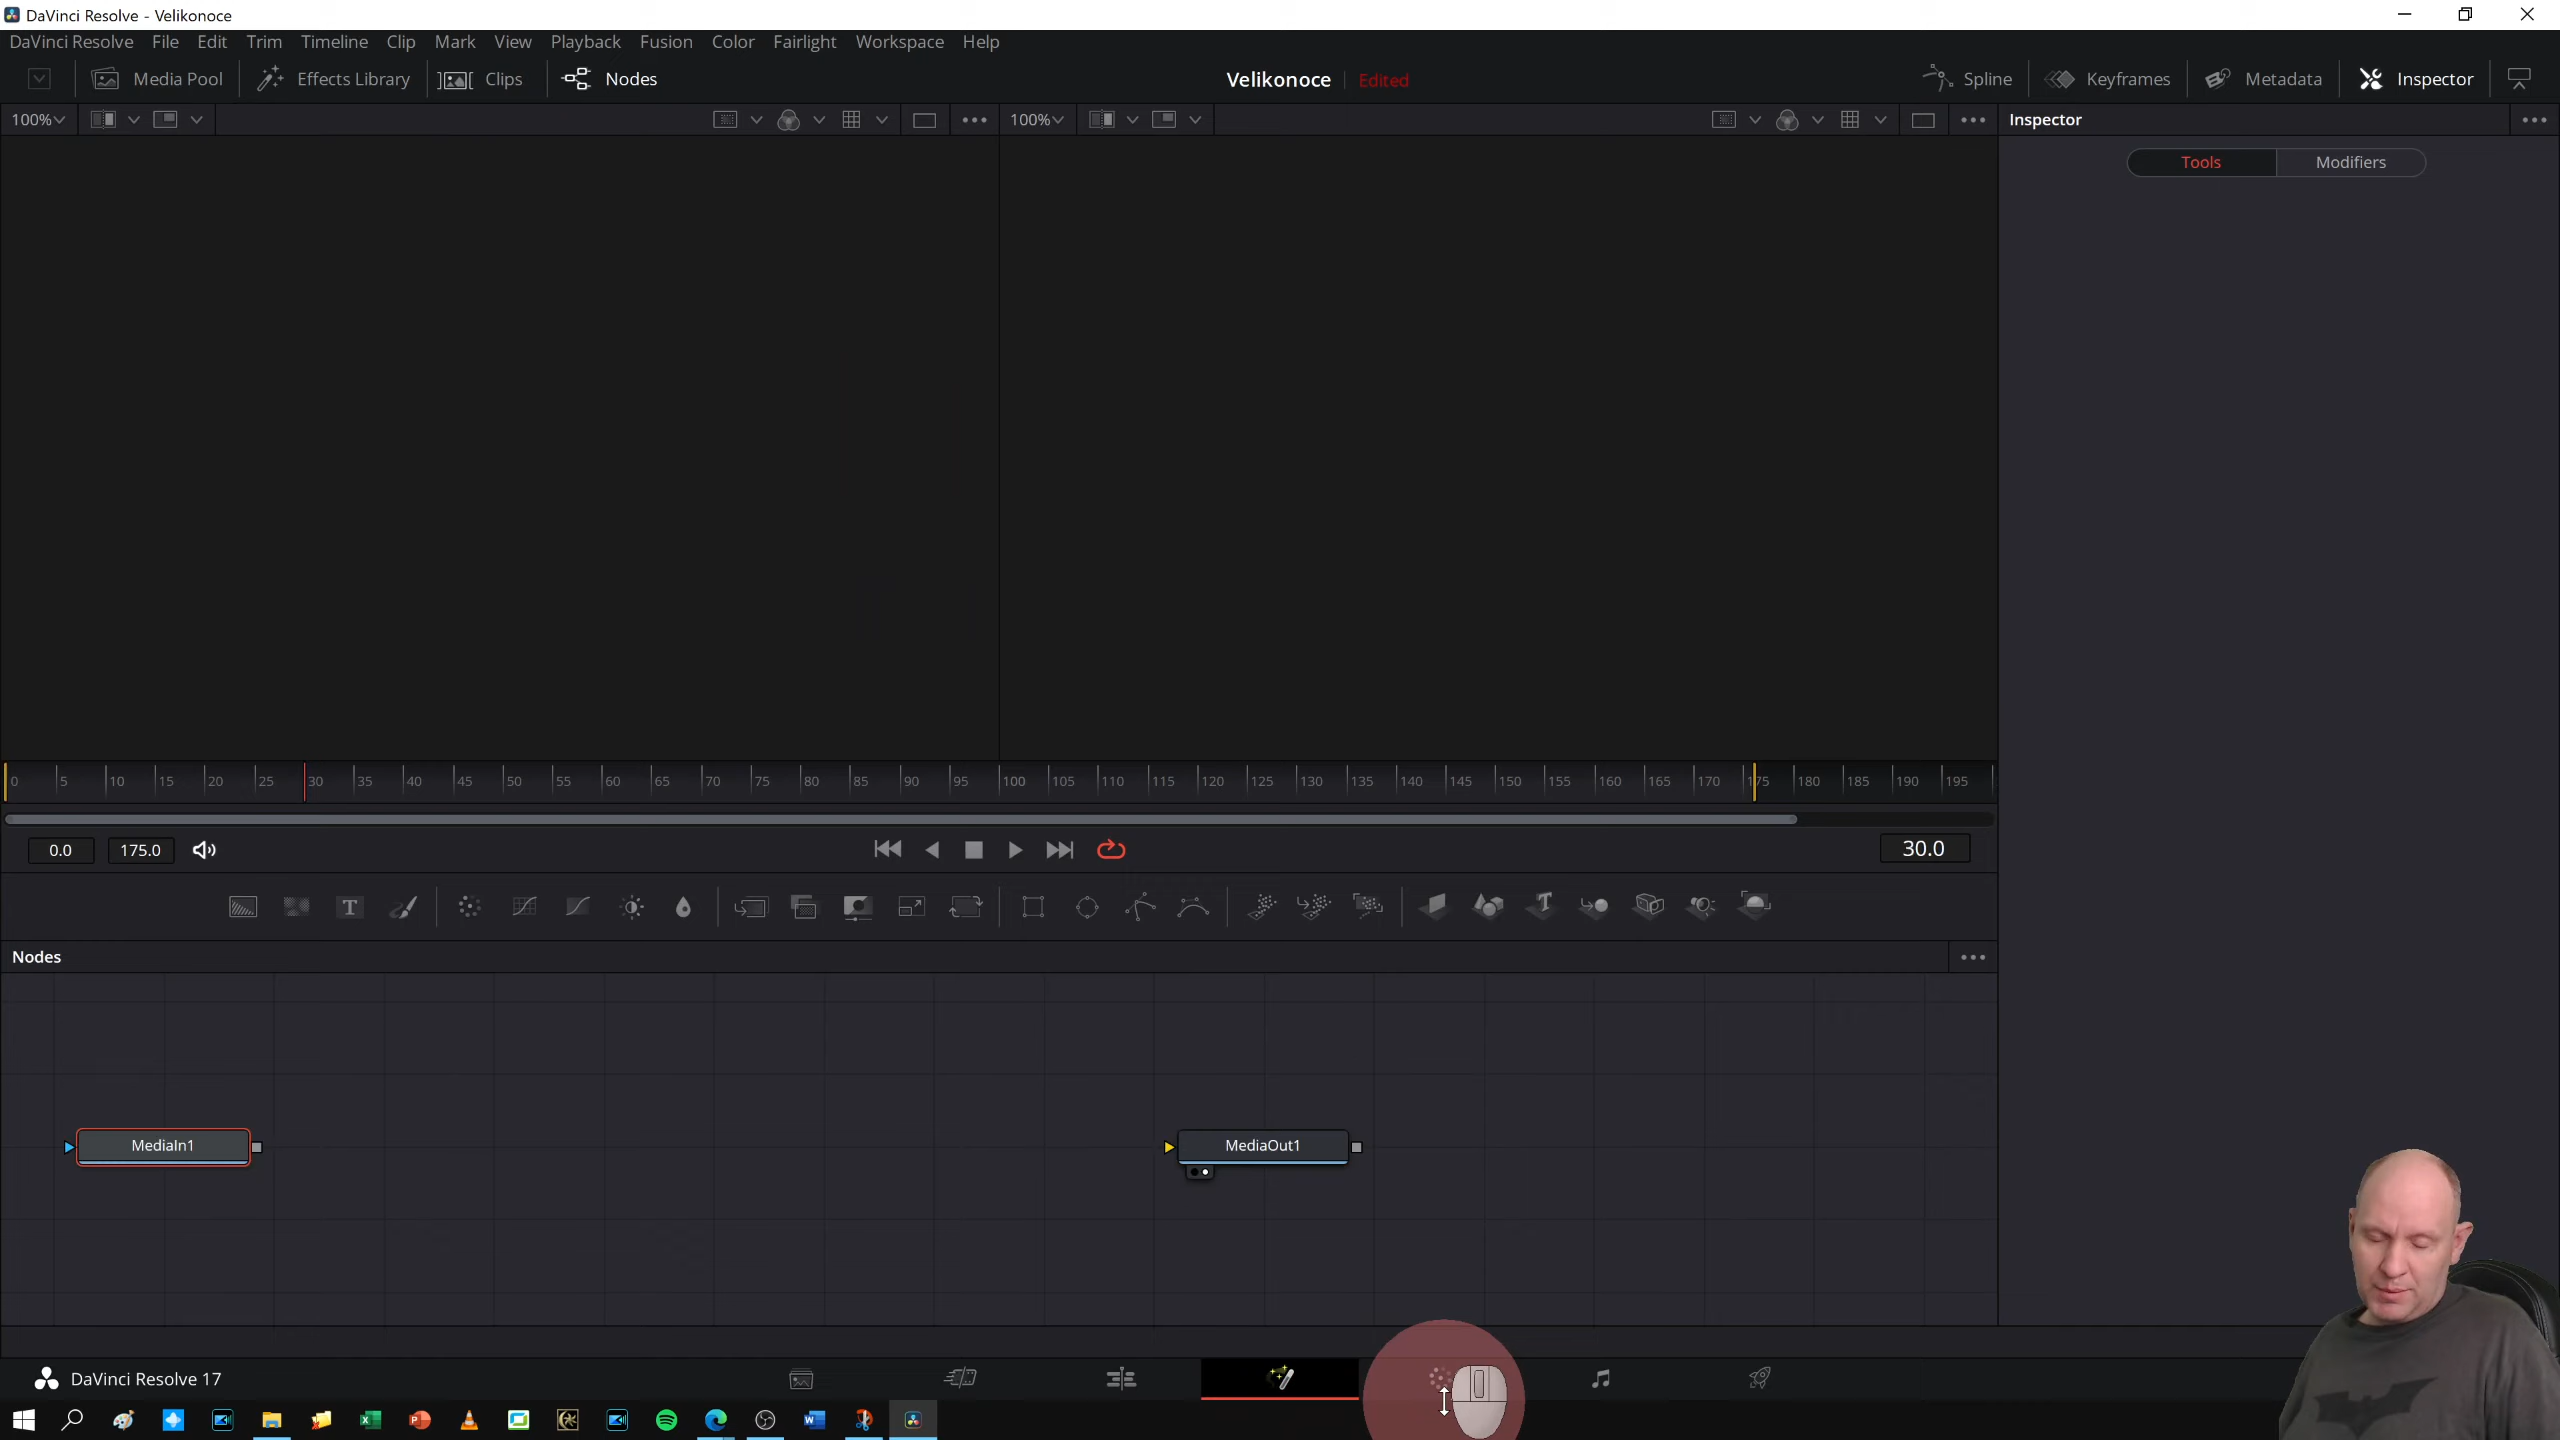 DaVinci Resolve - Velikonoce
DaVinci Resolve File Edit Trim Timeline Clip Mark View Playback Fusion Color Fairlight Workspace Help
Media Pool Effects Library Clips Nodes Velikonoce Edited Spline Keyframes Metadata Inspector
100% 100% Inspector
Tools Modifiers
0 5 10 15 20 25 30 35 40 45 50 55 60 65 70 75 80 85 90 95 100 105 110 115 120 125 130 135 140 145 150 155 160 165 170 175 180 185 190 195
0.0 175.0 30.0
T
Nodes
MediaIn1 MediaOut1
DaVinci Resolve 17